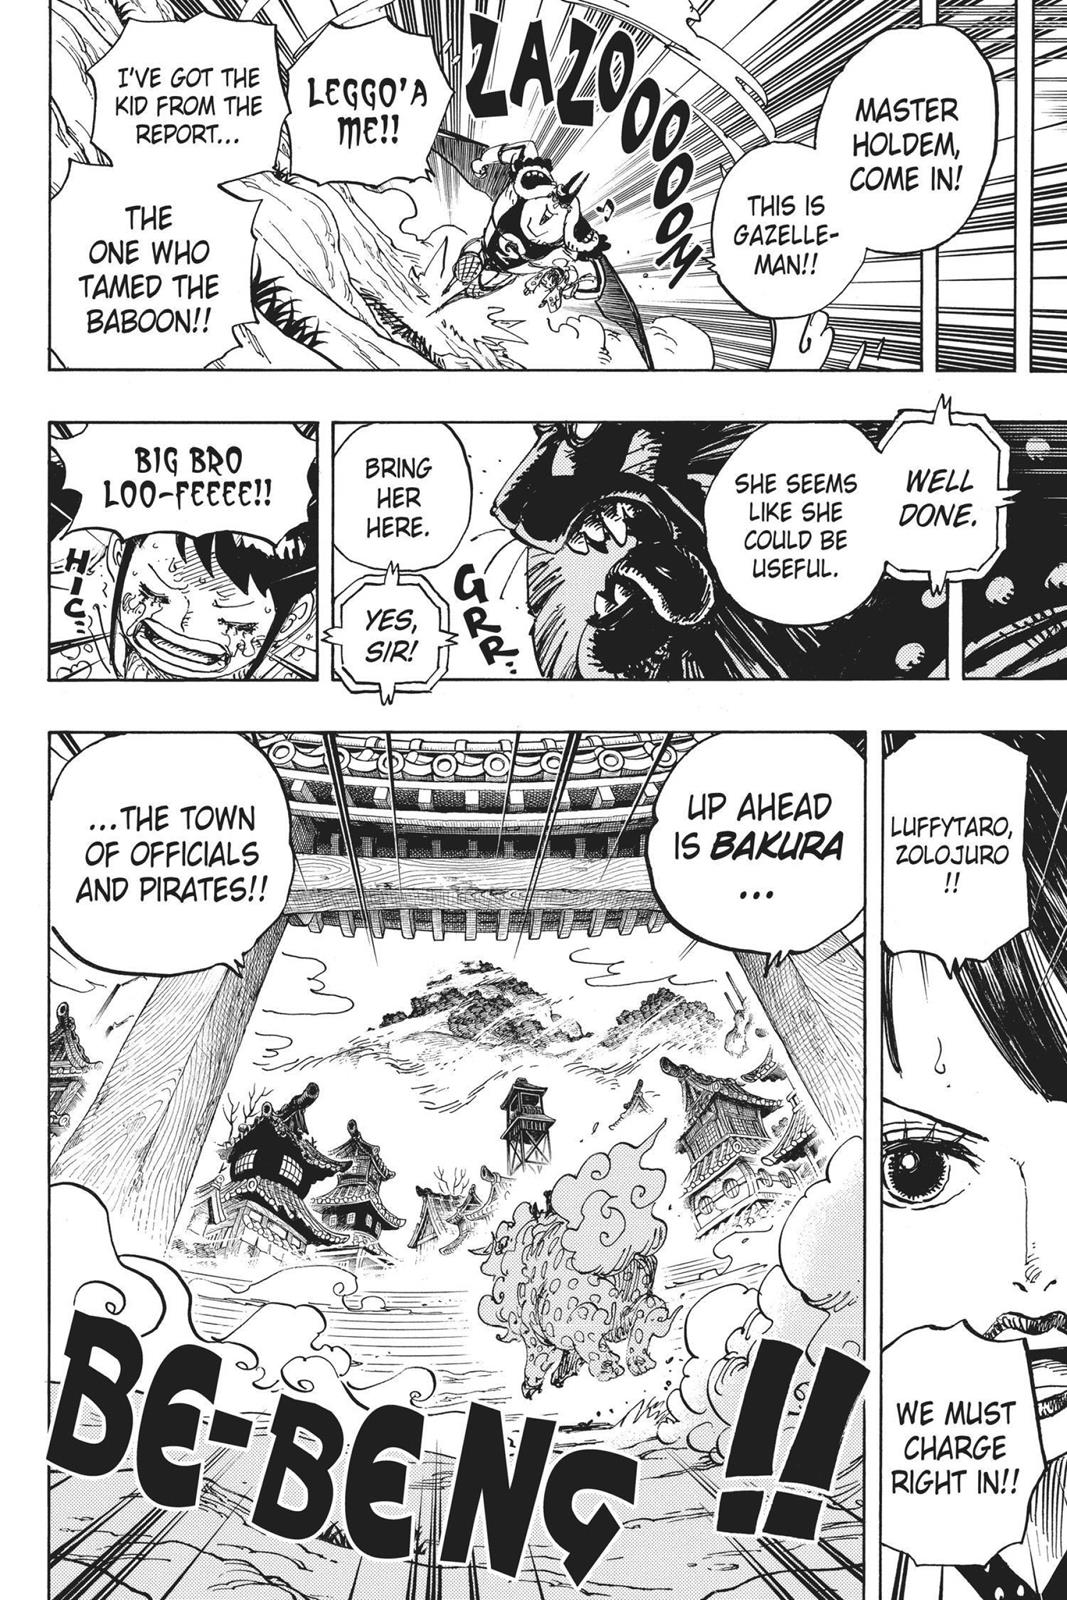 MASTER
HOLDEM,
COME IN!
THIS IS
GAZELLE-
MAN!!
ZAZOOOOOOM
LEGGO'A
ME!!
I'VE GOT THE
KID FROM THE
REPORT...
THE
ONE WHO
TAMED THE
BABOON!!
WELL
DONE.
SHE SEEMS
LIKE SHE
COULD BE
USEFUL.
GRR..
BRING
HER
HERE.
YES,
SIR!
BIG BRO
LOO-FEEEE!!
HIC
LUFFYTARO,
ZOLOJURO
!!
WE MUST
CHARGE
RIGHT IN!!
UP AHEAD
IS BAKURA
...
...THE TOWN
OF OFFICIALS
AND PIRATES!!
BE-BENG!!